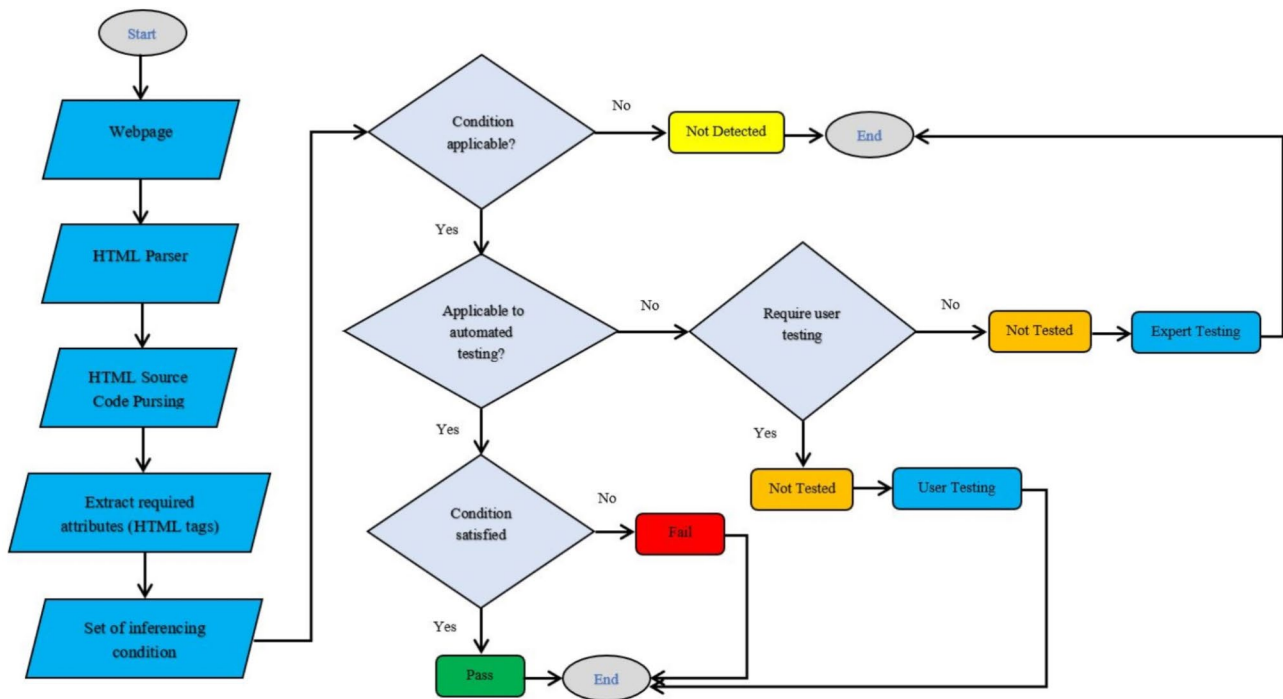 Start
Webpage
HTML Parser
HTML Source
Code Pursing
Extract required
attributes (HTML tags)
Set of inferencing
condition
Condition
applicable?
No
Not Detected
End
Yes
Applicable to
automated
testing?
No
Require user
testing
No
Not Tested
Expert Testing
Yes
Not Tested
User Testing
Yes
Condition
satisfied
No
Fail
Yes
Pass
End